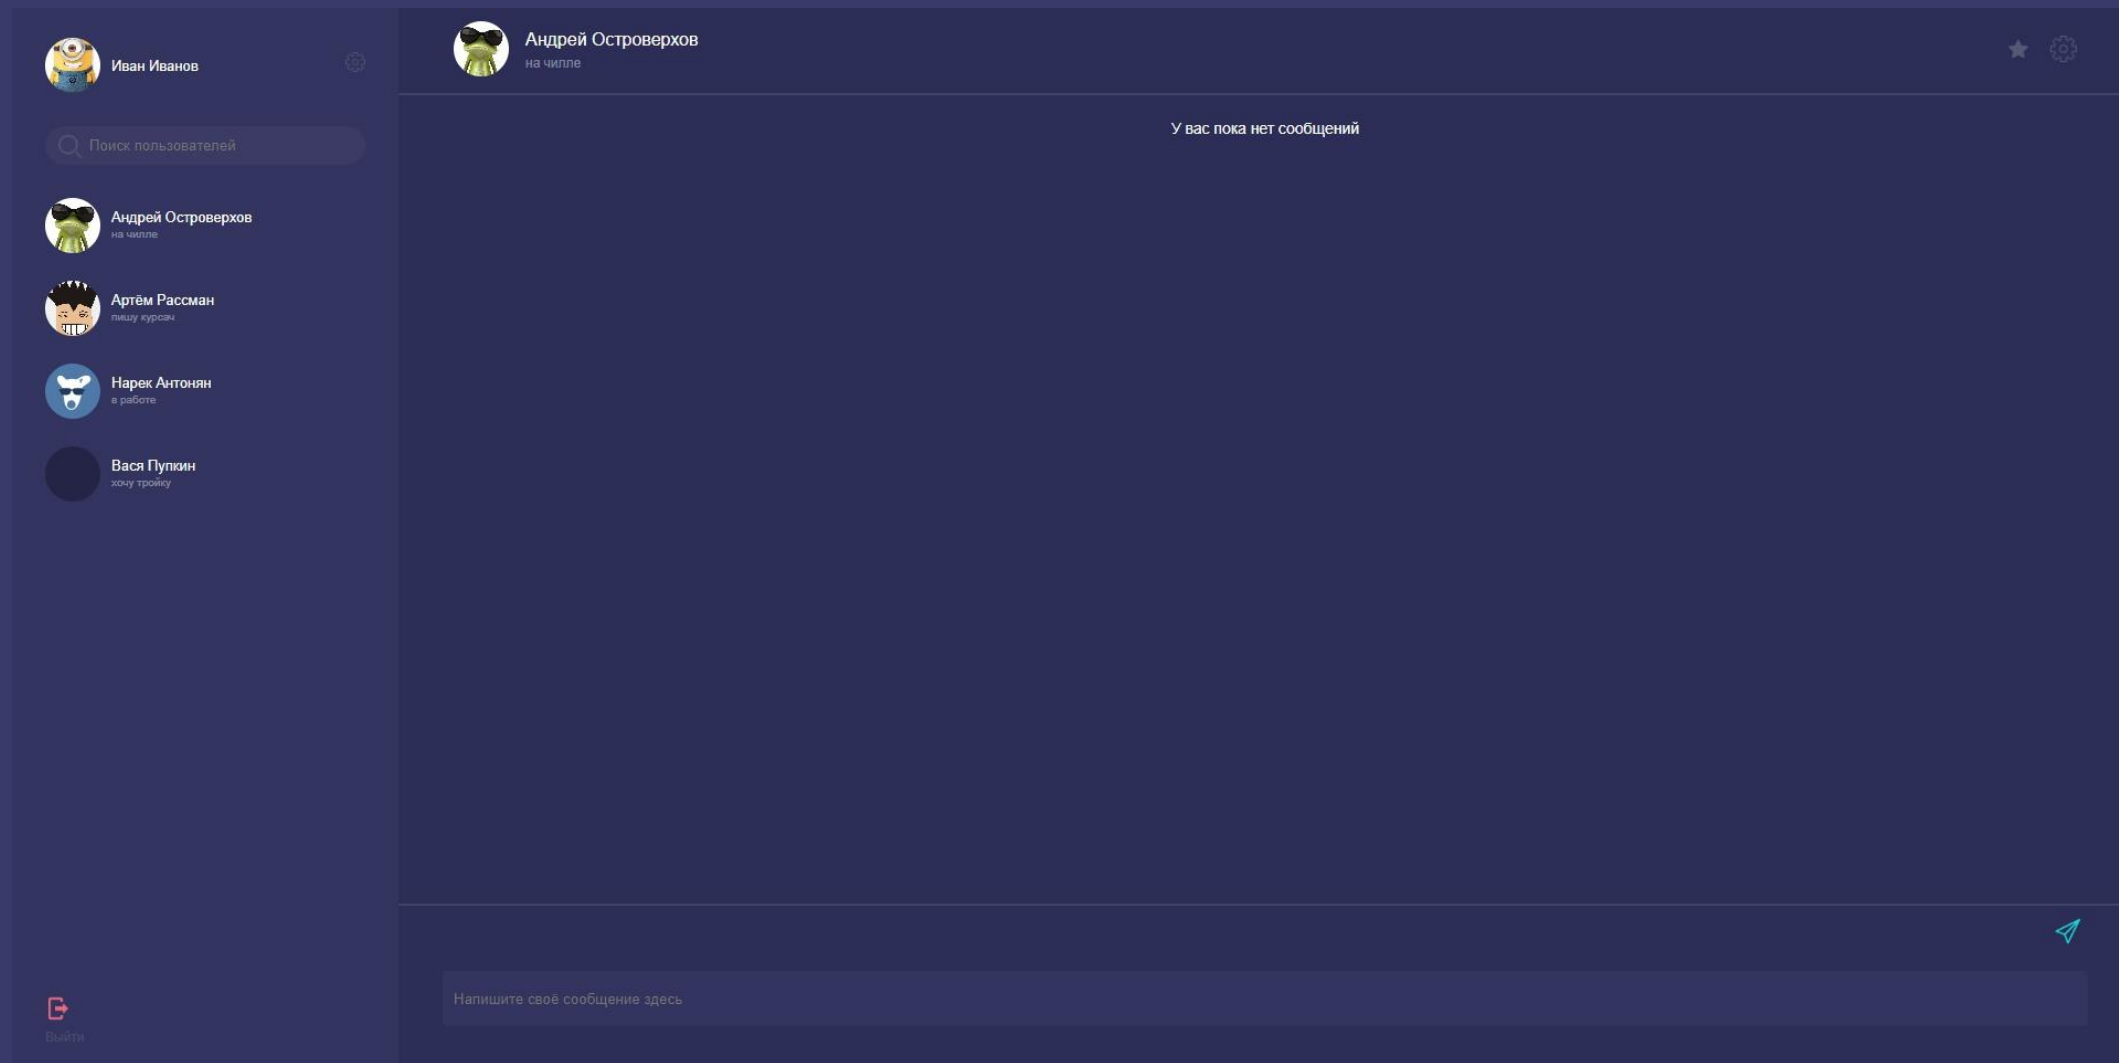 Иван Иванов
Поиск пользователей
Андрей Островерхов
на чилле
Артём Рассман
пишу курсач
Нарек Антонян
в работе
Вася Пупкин
хочу тройку
Выйти
Андрей Островерхов
на чилле
У вас пока нет сообщений
Напишите своё сообщение здесь